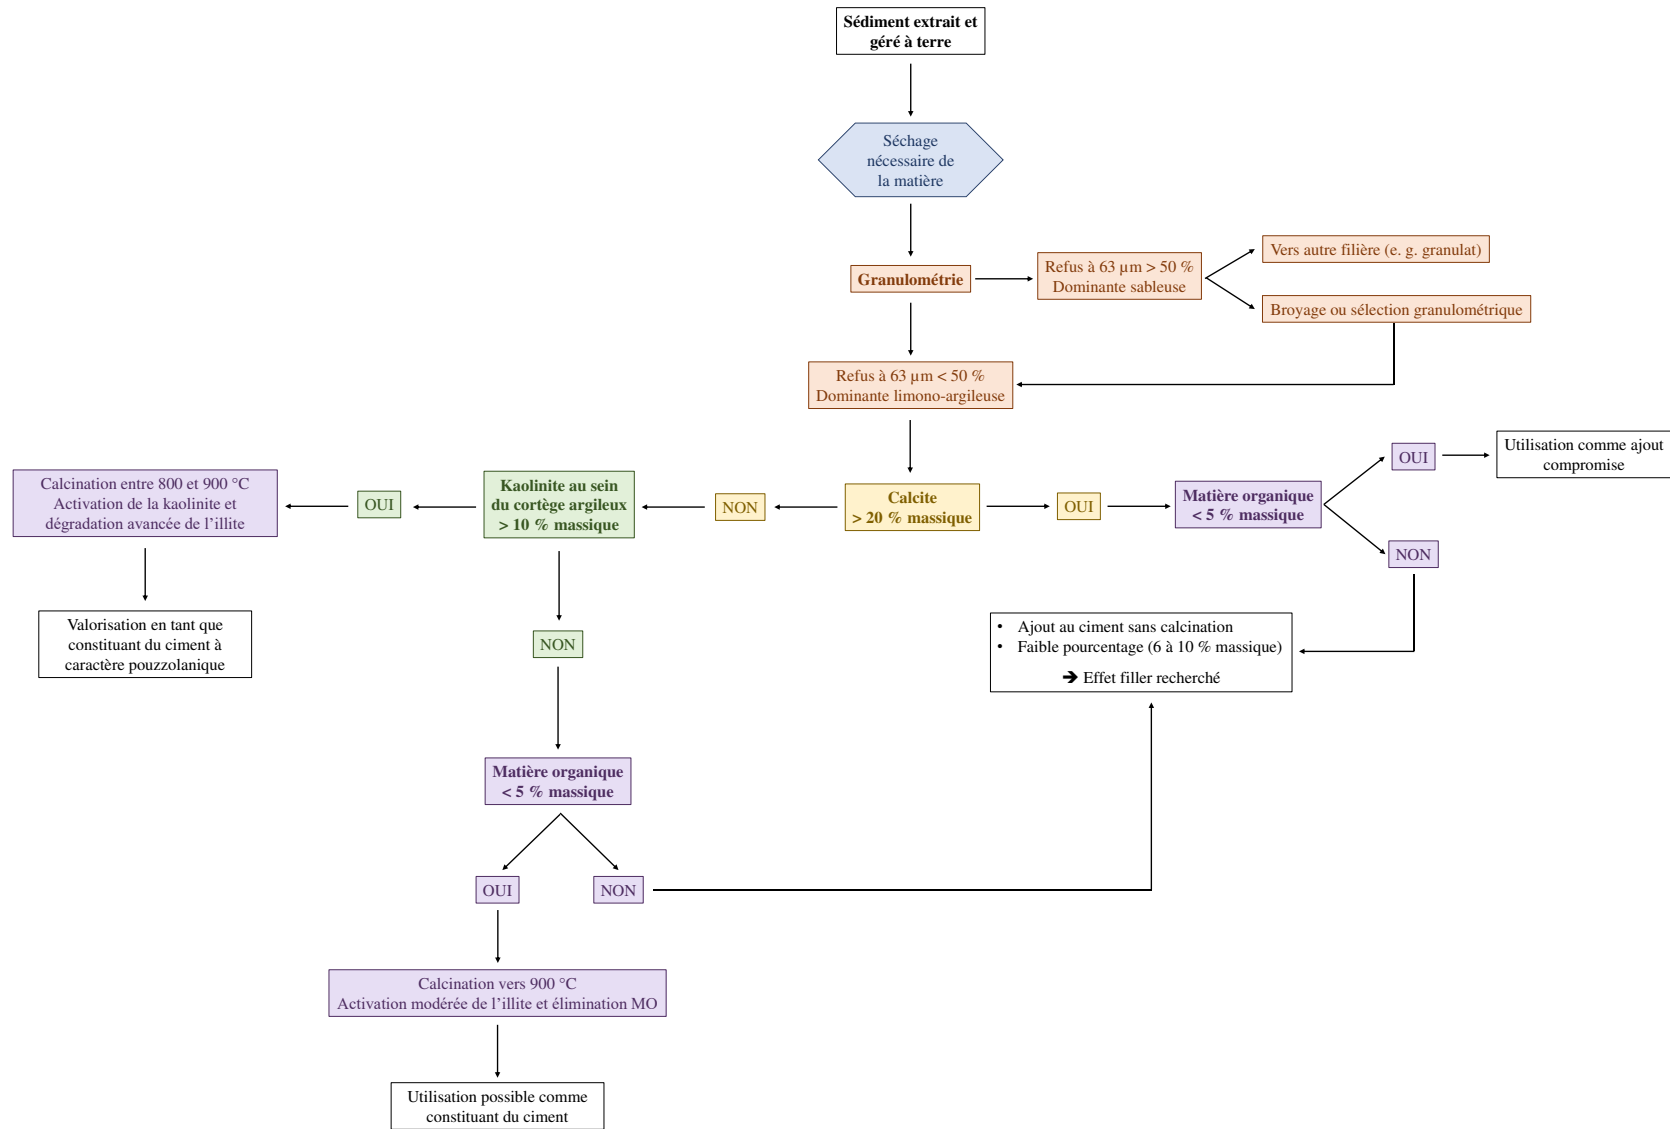 Sédiment extrait et
géré à terre
Séchage
nécessaire de
la matière
Granulométrie
Refus à 63 µm > 50 %
Dominante sableuse
Vers autre filière (e. g. granulat)
Broyage ou sélection granulométrique
Refus à 63 µm < 50 %
Dominante limono-argileuse
Calcination entre 800 et 900 °C
Activation de la kaolinite et
dégradation avancée de l’illite
OUI
Kaolinite au sein
du cortège argileux
> 10 % massique
NON
Calcite
> 20 % massique
OUI
Matière organique
< 5 % massique
OUI
Utilisation comme ajout
compromise
NON
Valorisation en tant que
constituant du ciment à
caractère pouzzolanique
NON
• Ajout au ciment sans calcination
• Faible pourcentage (6 à 10 % massique)
➔ Effet filler recherché
Matière organique
< 5 % massique
OUI
NON
Calcination vers 900 °C
Activation modérée de l’illite et élimination MO
Utilisation possible comme
constituant du ciment